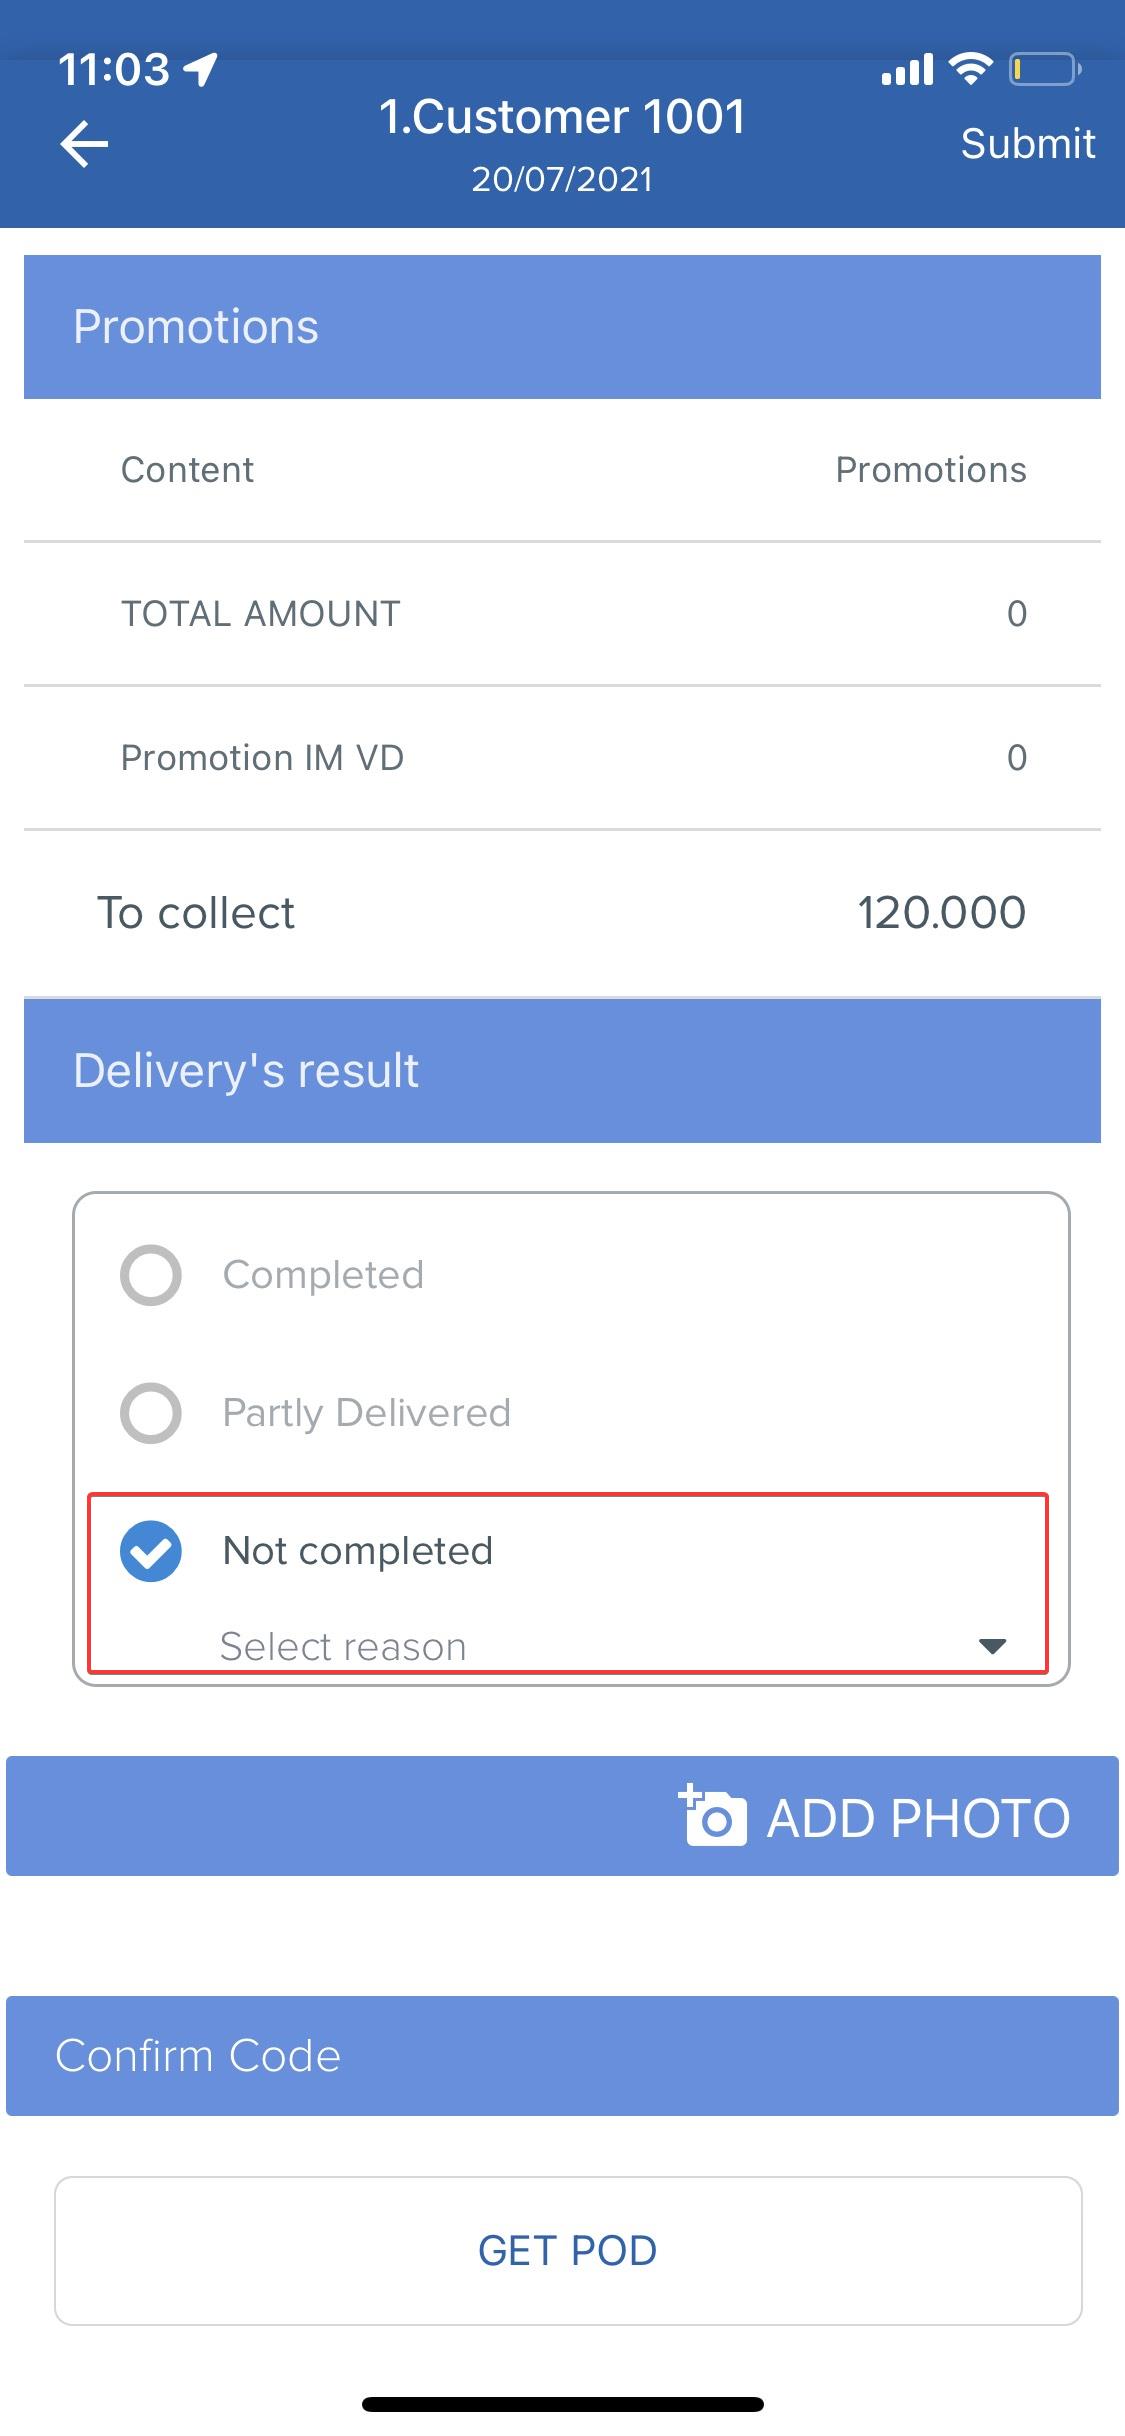 11:03
1.Customer 1001
Submit
20/07/2021
Promotions
Content Promotions
TOTAL AMOUNT 0
Promotion IM VD 0
To collect 120.000
Delivery's result
Completed
Partly Delivered
Not completed
Select reason
ADD PHOTO
Confirm Code
GET POD